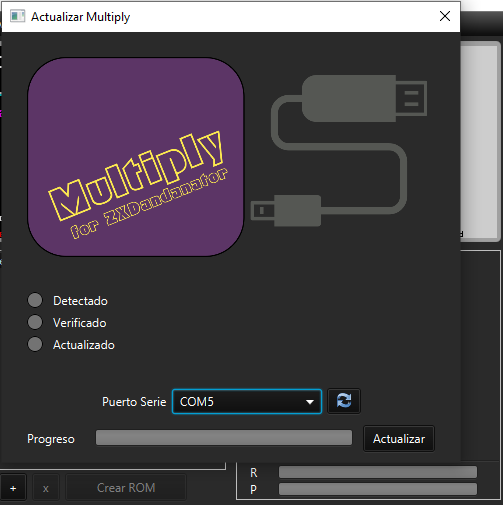 Actualizar Multiply
Multiply
for ZXDandanator
Detectado
Verificado
Actualizado
Puerto Serie COM5
Progreso Actualizar
R
+ x Crear ROM
P